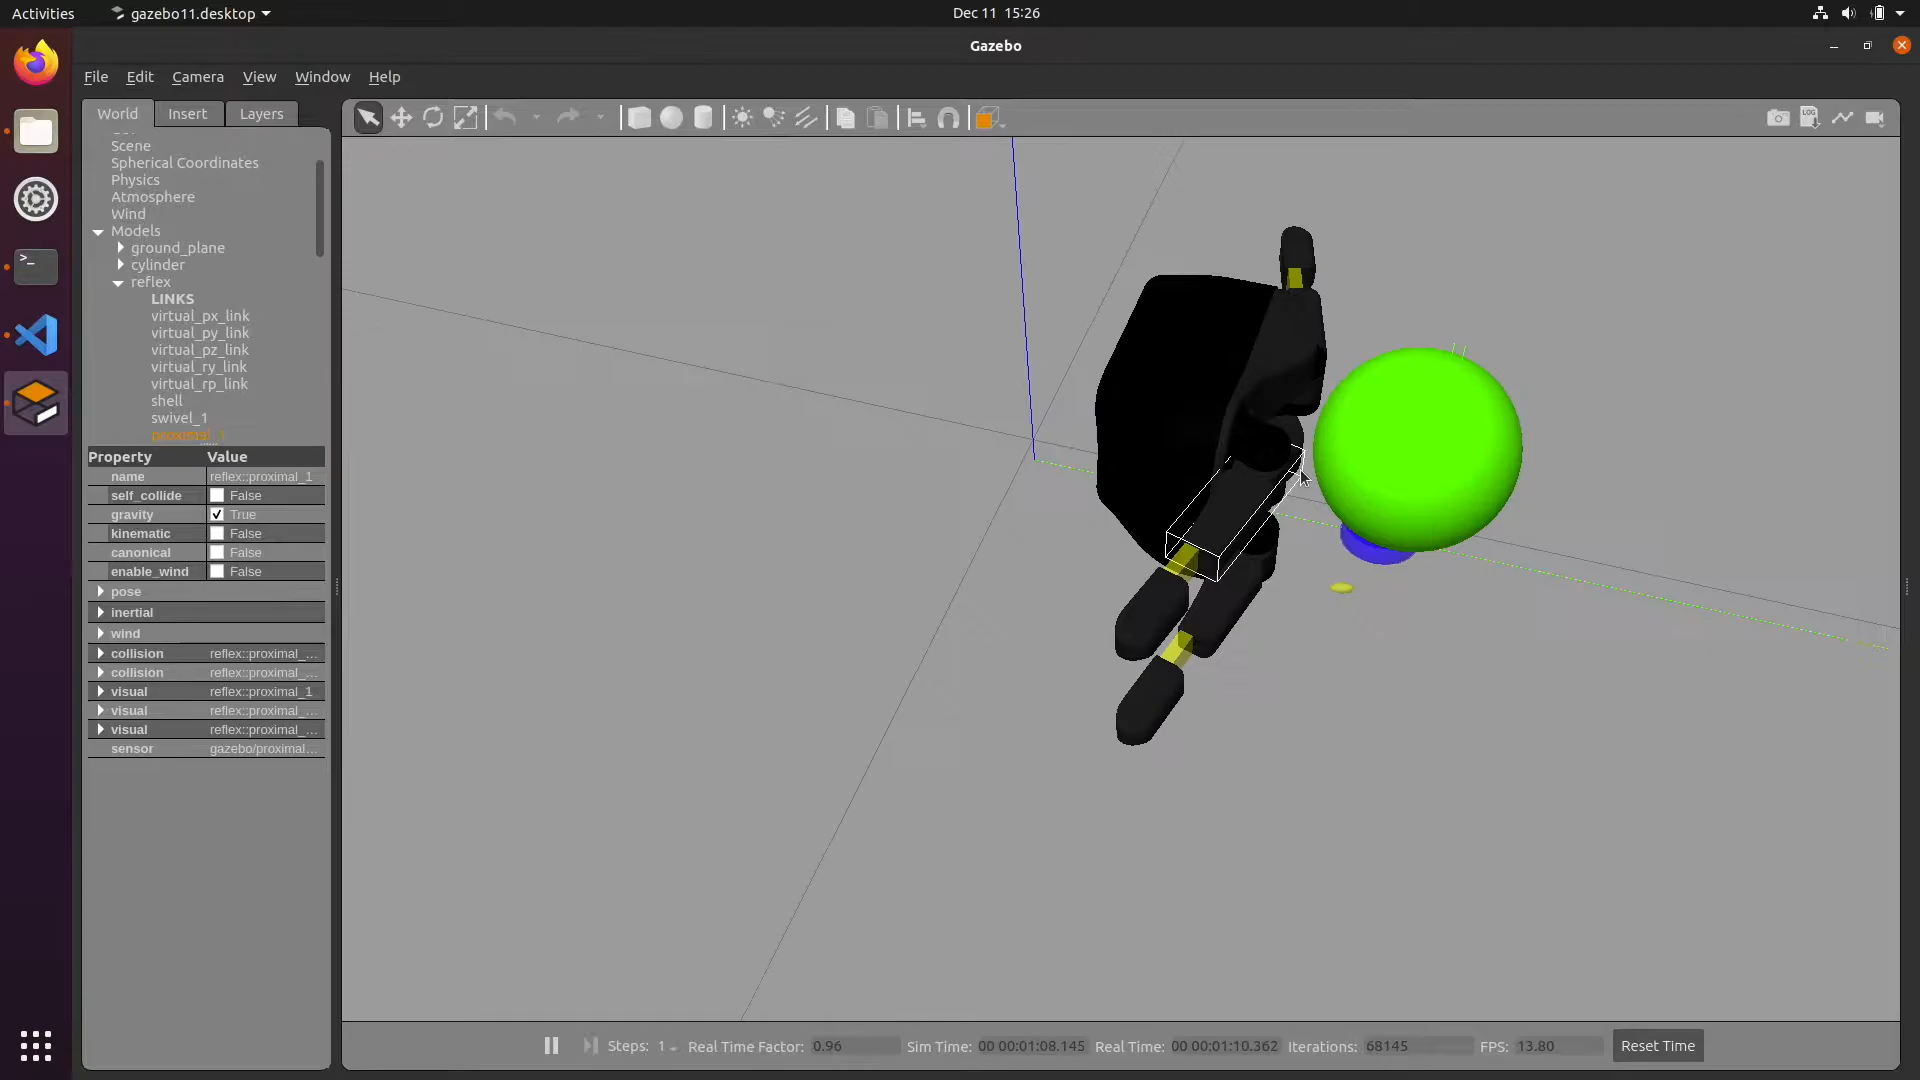 Activities gazebo11.desktop Dec 11 15:26
Gazebo
File Edit Camera View Window Help
World Insert Layers
Scene
Spherical Coordinates
Physics
Atmosphere
Wind
Models
ground_plane
cylinder
reflex
LINKS
virtual_px_link
virtual_py_link
virtual_pz_link
virtual_ry_link
virtual_rp_link
shell
swivel_1
proximal_1
Property Value
name reflex::proximal_1
self_collide False
gravity True
kinematic False
canonical False
enable_wind False
pose
inertial
wind
collision reflex::proximal_...
collision reflex::proximal_...
visual reflex::proximal_1
visual reflex::proximal_...
visual reflex::proximal_...
sensor gazebo/proximal...
LOG
Steps: 1 Real Time Factor: 0.96 Sim Time: 00 00:01:08.145 Real Time: 00 00:01:10.362 Iterations: 68145 FPS: 13.80 Reset Time